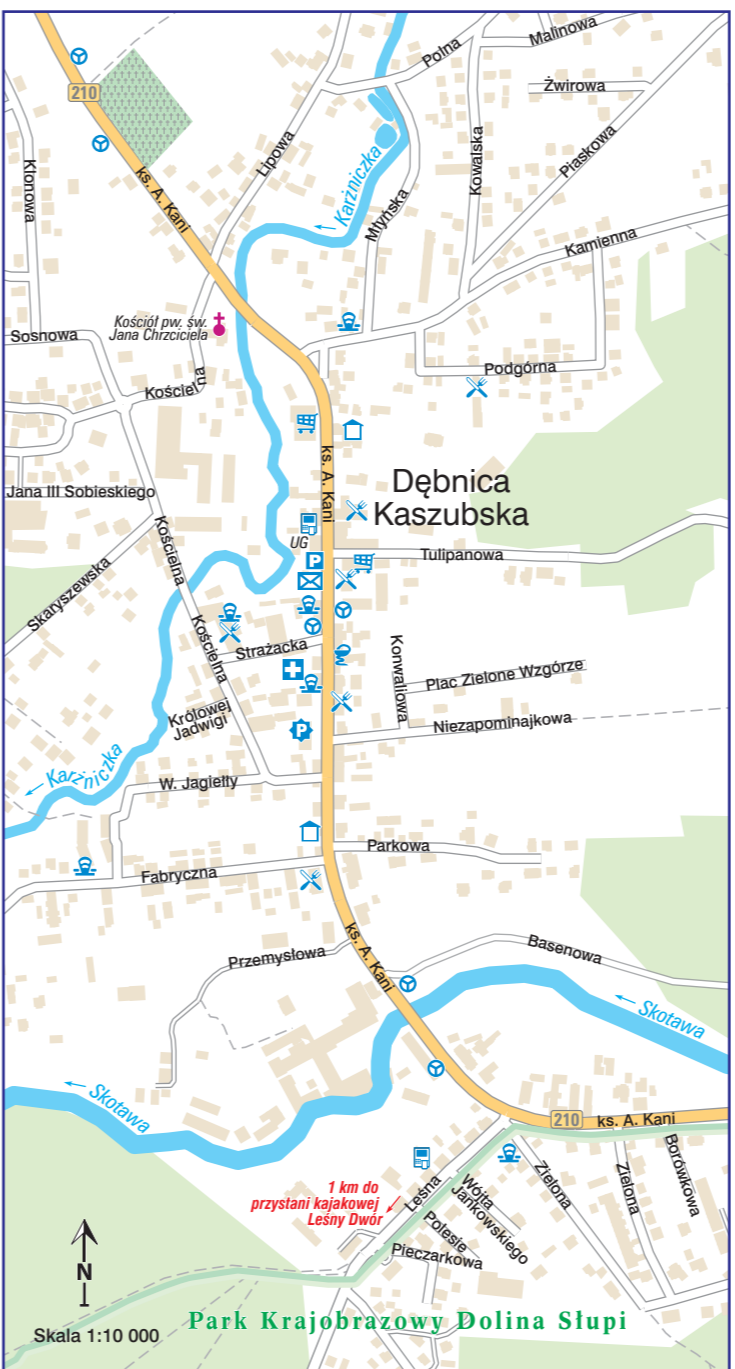 Polna
Malinowa
Żwirowa
210
Lipowa
Kowalska
Piaskowa
Klonowa
ks. A. Kani
Karżniczka
Młyńska
Kamienna
Kościół pw. św.
Jana Chrzciciela
Sosnowa
Podgórna
Kościelna
ks. A. Kani
Dębnica
Kaszubska
Jana III Sobieskiego
UG
P
Tulipanowa
Kościelna
Skaryszewska
Kościelna
Strażacka
Konwaliowa
Plac Zielone Wzgórze
Królowej
Jadwigi
P
Niezapominajkowa
Karżniczka
W. Jagiełły
Parkowa
Fabryczna
ks. A. Kani
Przemysłowa
Basenowa
Skotawa
Skotawa
210
ks. A. Kani
1 km do
przystani kajakowej
Leśny Dwór
Leśna
Wójta
Jankowskiego
Zielona
Zielona
Borówkowa
Polesie
Pieczarkowa
N
Skala 1:10 000
Park Krajobrazowy Dolina Słupi